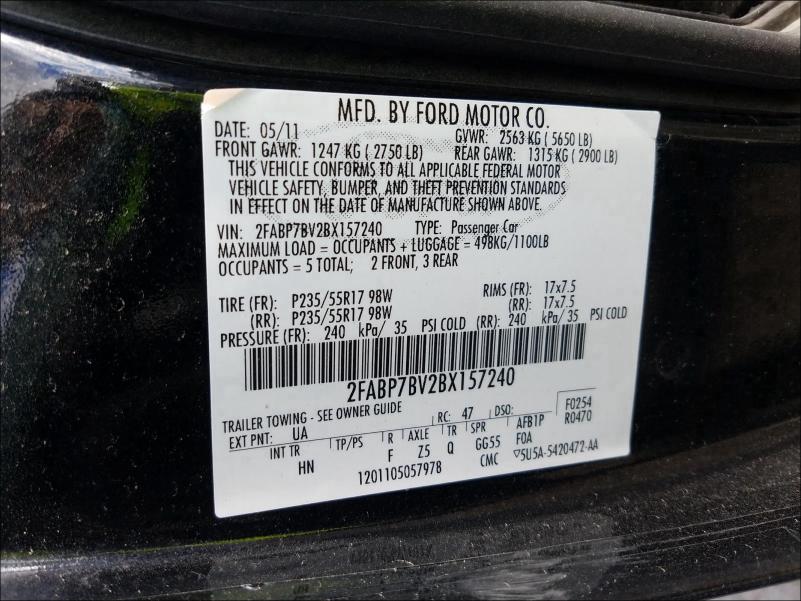 MFD. BY FORD MOTOR CO.
DATE: 05/11 GVWR: 2563 KG ( 5650 LB)
FRONT GAWR: 1247 KG ( 2750 LB) REAR GAWR: 1315 KG ( 2900 LB)
THIS VEHICLE CONFORMS TO ALL APPLICABLE FEDERAL MOTOR
VEHICLE SAFETY, BUMPER, AND THEFT PREVENTION STANDARDS
IN EFFECT ON THE DATE OF MANUFACTURE SHOWN ABOVE.
VIN: 2FABP7BV2BX157240 TYPE: Passenger Car
MAXIMUM LOAD = OCCUPANTS + LUGGAGE = 498KG/1100LB
OCCUPANTS = 5 TOTAL; 2 FRONT, 3 REAR
TIRE (FR): P235/55R17 98W RIMS (FR): 17x7.5
(RR): P235/55R17 98W (RR): 17x7.5
PRESSURE (FR): 240 kPa/ 35 PSI COLD (RR): 240 kPa/ 35 PSI COLD
2FABP7BV2BX157240
TRAILER TOWING - SEE OWNER GUIDE RC: 47 DSO: F0254
EXT PNT: UA R0470
INT TR TP/PS R AXLE TR SPR AFB1P
HN F Z5 Q GG55 FOA
1201105057978 CMC ▽5U5A-5420472-AA